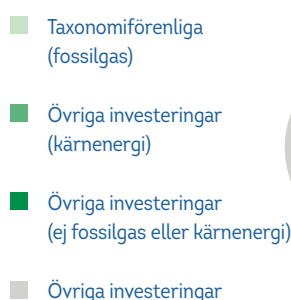 Taxonomiförenliga
(fossilgas)
Övriga investeringar
(kärnenergi)
Övriga investeringar
(ej fossilgas eller kärnenergi)
Övriga investeringar